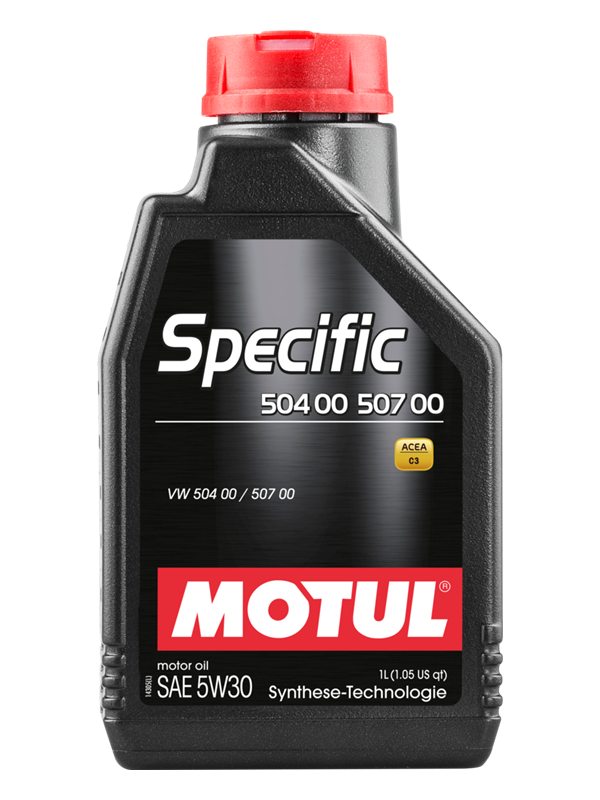 Specific
504 00 507 00
ACEA
C3
VW 504 00 / 507 00
MOTUL®
motor oil
1L (1.05 US qt)
SAE 5W30
Synthese-Technologie